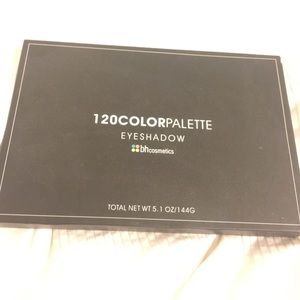 120COLORPALETTE
EYESHADOW
bhcosmetics
TOTAL NET WT 5.1 OZ/144G